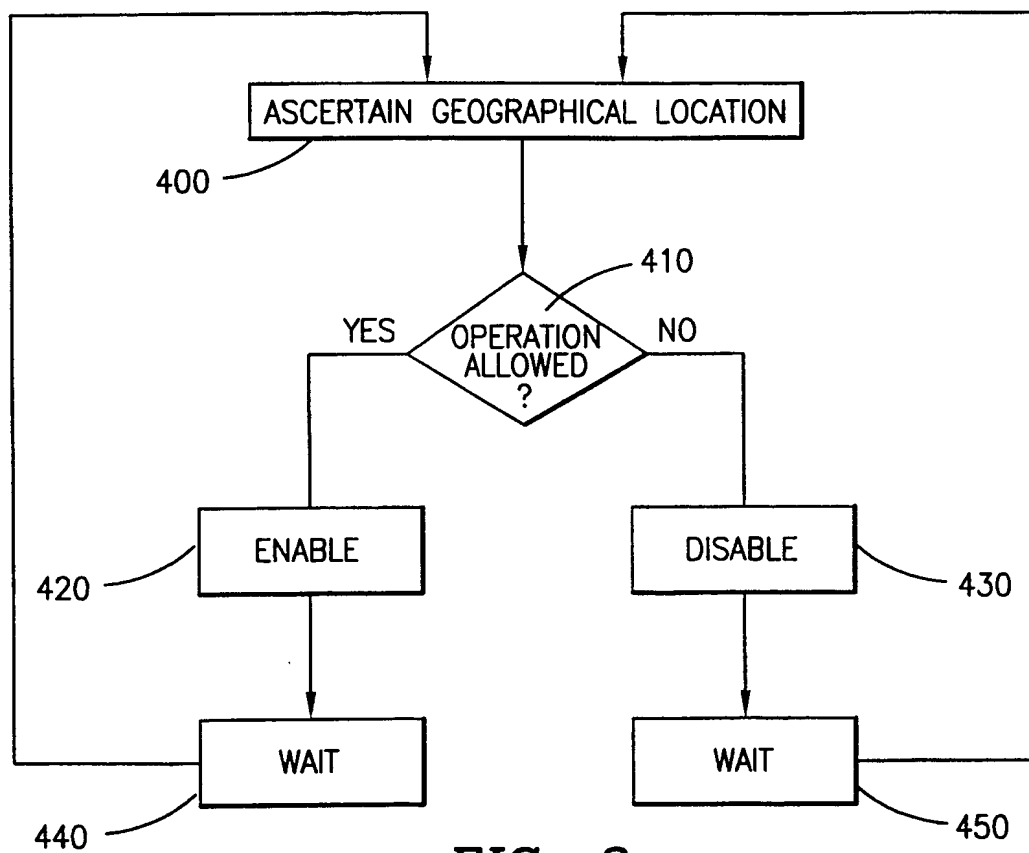 ASCERTAIN GEOGRAPHICAL LOCATION
400
410
YES
OPERATION
ALLOWED
?
NO
ENABLE
420
DISABLE
430
WAIT
440
WAIT
450